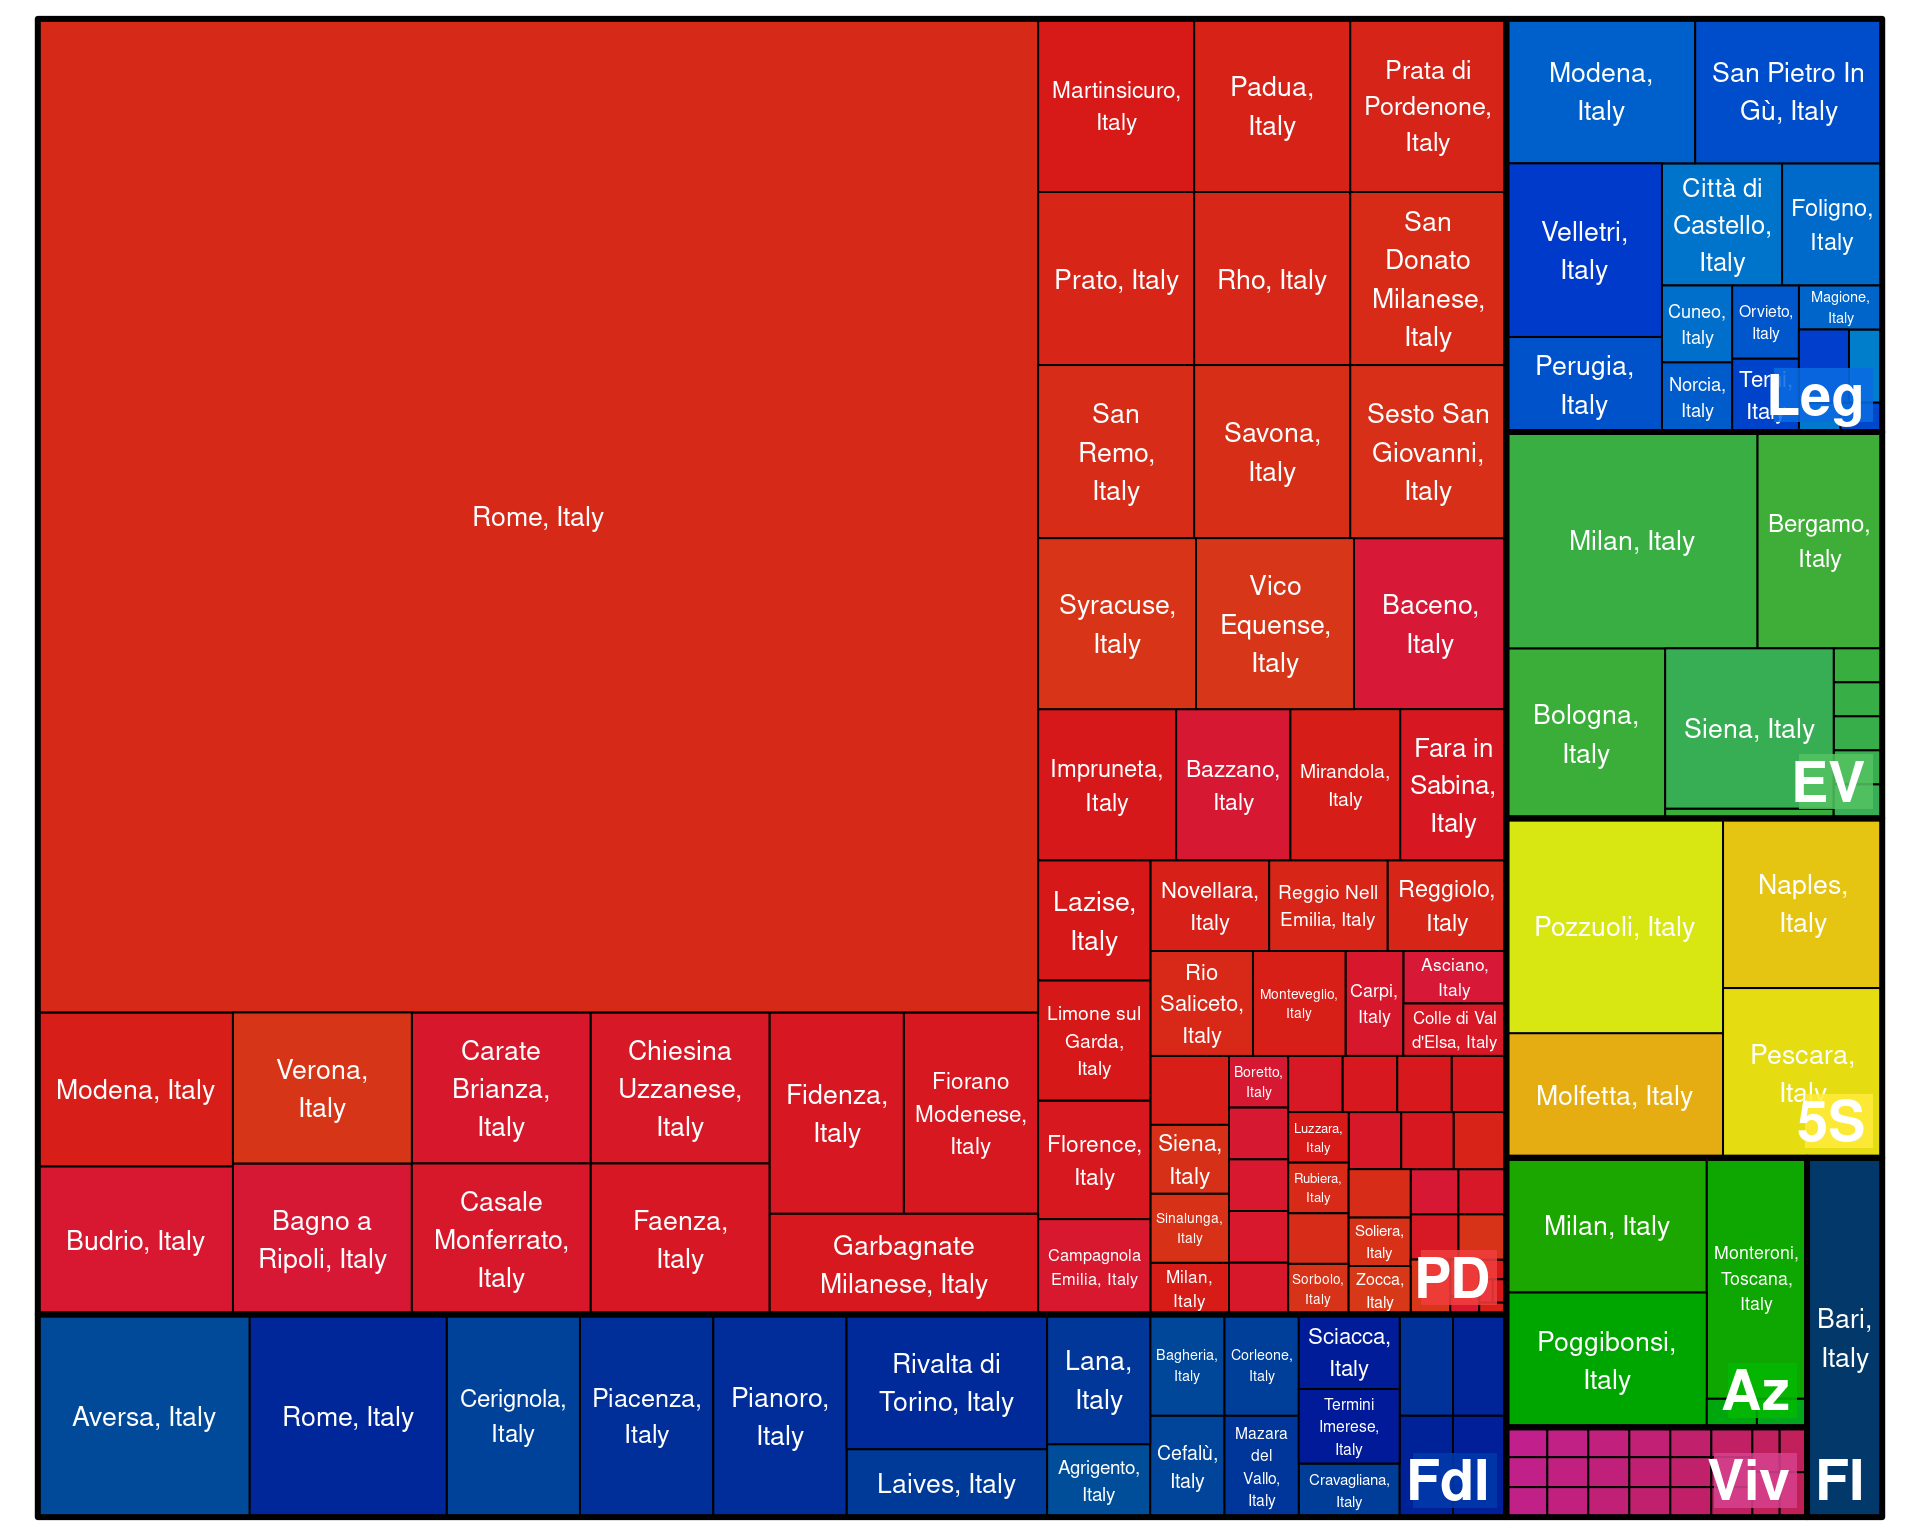 Rome, Italy
Martinsicuro,
Italy
Padua,
Italy
Prata di
Pordenone,
Italy
Prato, Italy
Rho, Italy
San
Donato
Milanese,
Italy
San
Remo,
Italy
Savona,
Italy
Sesto San
Giovanni,
Italy
Syracuse,
Italy
Vico
Equense,
Italy
Baceno,
Italy
Impruneta,
Italy
Bazzano,
Italy
Mirandola,
Italy
Fara in
Sabina,
Italy
Lazise,
Italy
Novellara,
Italy
Reggio Nell
Emilia, Italy
Reggiolo,
Italy
Rio
Saliceto,
Italy
Monteveglio,
Italy
Carpi,
Italy
Asciano,
Italy
Colle di Val
d'Elsa, Italy
Limone sul
Garda,
Italy
Florence,
Italy
Campagnola
Emilia, Italy
Siena,
Italy
Sinalunga,
Italy
Milan,
Italy
Boretto,
Italy
Luzzara,
Italy
Rubiera,
Italy
Sorbolo,
Italy
Soliera,
Italy
Zocca,
Italy
PD
Modena, Italy
Verona,
Italy
Carate
Brianza,
Italy
Chiesina
Uzzanese,
Italy
Fidenza,
Italy
Fiorano
Modenese,
Italy
Budrio, Italy
Bagno a
Ripoli, Italy
Casale
Monferrato,
Italy
Faenza,
Italy
Garbagnate
Milanese, Italy
Aversa, Italy
Rome, Italy
Cerignola,
Italy
Piacenza,
Italy
Pianoro,
Italy
Rivalta di
Torino, Italy
Laives, Italy
Lana,
Italy
Agrigento,
Italy
Bagheria,
Italy
Corleone,
Italy
Cefalù,
Italy
Mazara
del
Vallo,
Italy
Sciacca,
Italy
Termini
Imerese,
Italy
Cravagliana,
Italy
FdI
Modena,
Italy
San Pietro In
Gù, Italy
Velletri,
Italy
Città di
Castello,
Italy
Foligno,
Italy
Perugia,
Italy
Cuneo,
Italy
Orvieto,
Italy
Magione,
Italy
Norcia,
Italy
Terni,
Italy
Leg
Milan, Italy
Bergamo,
Italy
Bologna,
Italy
Siena, Italy
EV
Pozzuoli, Italy
Naples,
Italy
Molfetta, Italy
Pescara,
Italy
5S
Milan, Italy
Monteroni,
Toscana,
Italy
Poggibonsi,
Italy
Az
Bari,
Italy
Viv
FI